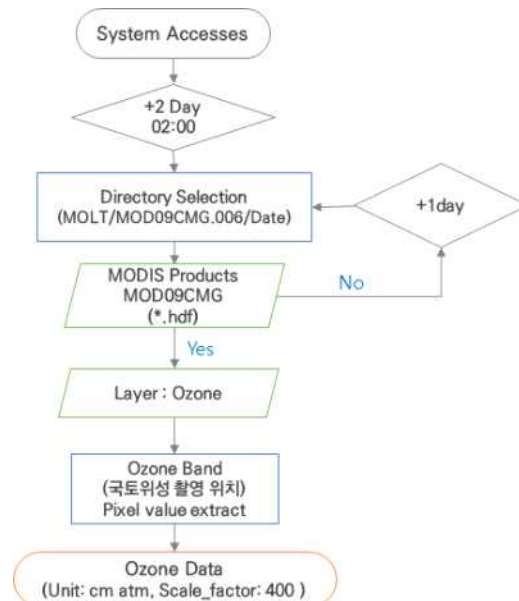 System Accesses
+2 Day
02:00
Directory Selection
(MOLT/MOD09CMG.006/Date)
+1day
MODIS Products
MOD09CMG
(*.hdf)
No
Yes
Layer : Ozone
Ozone Band
(국토위성 촬영 위치)
Pixel value extract
Ozone Data
(Unit: cm atm, Scale_factor: 400 )